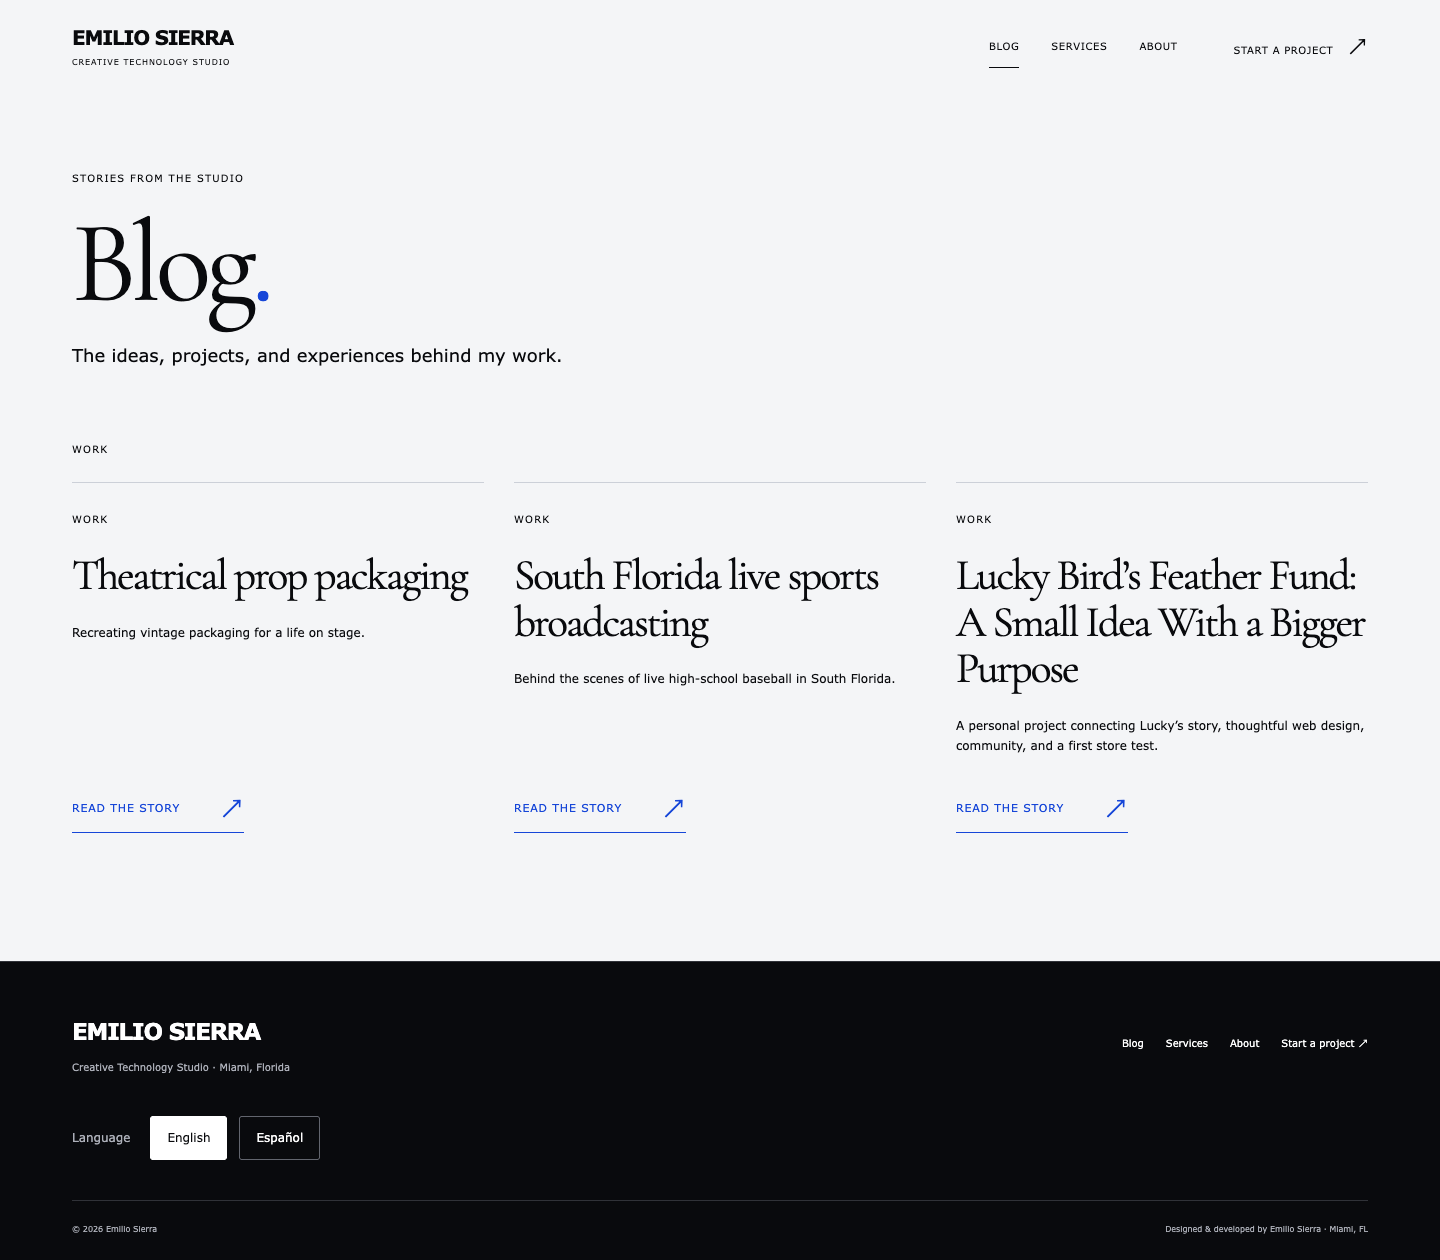 EMILIO SIERRA
CREATIVE TECHNOLOGY STUDIO
BLOG SERVICES ABOUT START A PROJECT ↗
STORIES FROM THE STUDIO
Blog.
The ideas, projects, and experiences behind my work.
WORK
WORK
Theatrical prop packaging
Recreating vintage packaging for a life on stage.
READ THE STORY ↗
WORK
South Florida live sports
broadcasting
Behind the scenes of live high-school baseball in South Florida.
READ THE STORY ↗
WORK
Lucky Bird’s Feather Fund:
A Small Idea With a Bigger
Purpose
A personal project connecting Lucky’s story, thoughtful web design,
community, and a first store test.
READ THE STORY ↗
EMILIO SIERRA
Creative Technology Studio · Miami, Florida
Blog Services About Start a project ↗
Language English Español
© 2026 Emilio Sierra
Designed & developed by Emilio Sierra · Miami, FL